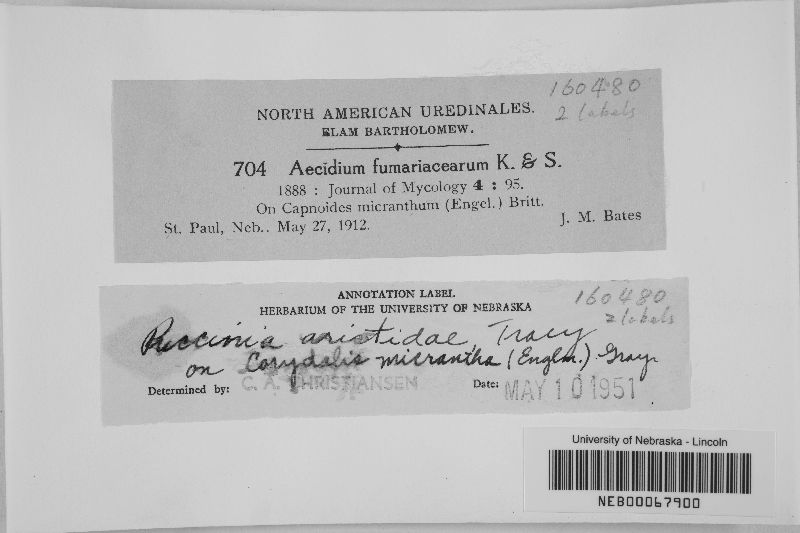 160480
2 labels
NORTH AMERICAN UREDINALES.
ELAM BARTHOLOMEW.
704 Aecidium fumariacearum K. & S.
1888 : Journal of Mycology 4 : 95.
On Capnoides micranthum (Engel.) Britt.
St. Paul, Neb.. May 27, 1912.
J. M. Bates
ANNOTATION LABEL
HERBARIUM OF THE UNIVERSITY OF NEBRASKA
160480
2 labels
Puccinia aristidae, Tracy
on Corydalis micrantha (Englm.) Gray.
Determined by: C. A. CHRISTIANSEN
Date: MAY 10 1951
University of Nebraska - Lincoln
NEB00067900